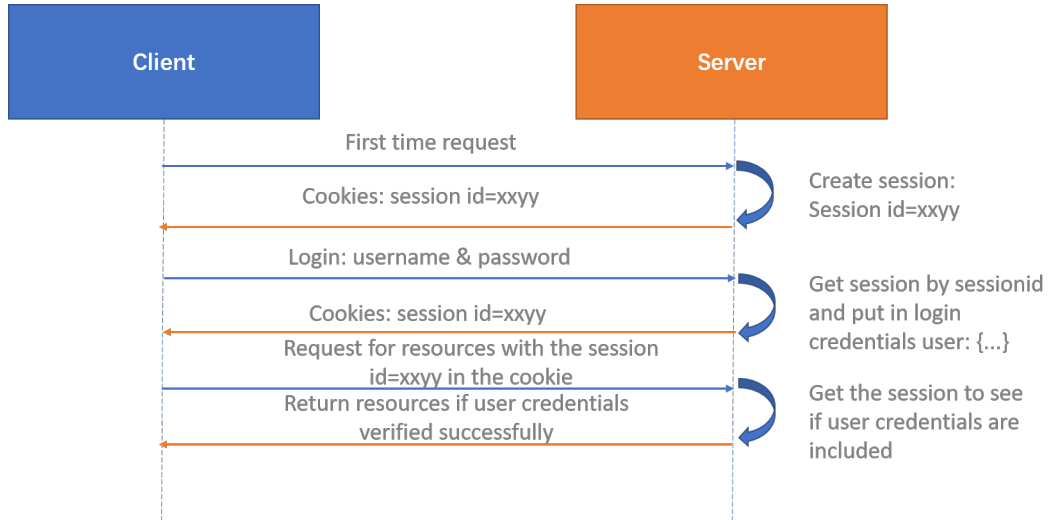 Client
Server
First time request
Cookies: session id=xxyy
Create session:
Session id=xxyy
Login: username & password
Cookies: session id=xxyy
Get session by sessionid
and put in login
credentials user: {...}
Request for resources with the session
id=xxyy in the cookie
Return resources if user credentials
verified successfully
Get the session to see
if user credentials are
included